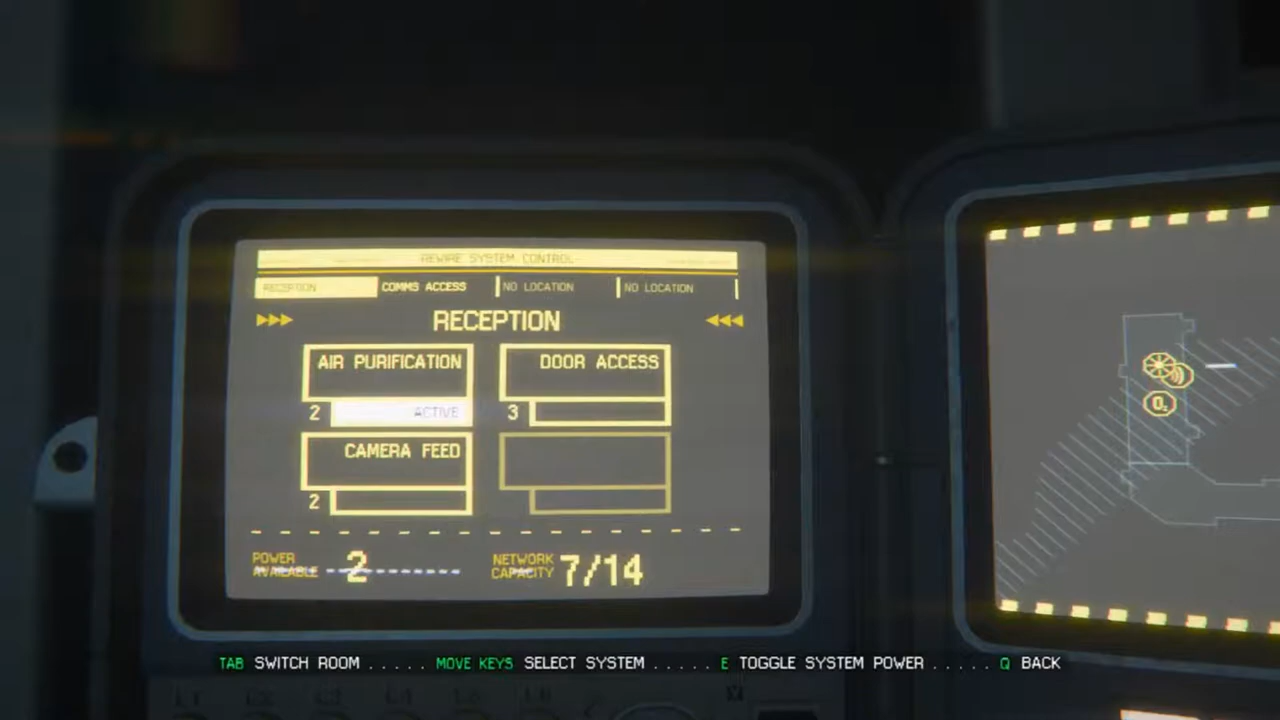 REWIRE SYSTEM CONTROL
RECEPTION COMMS ACCESS NO LOCATION NO LOCATION
RECEPTION
AIR PURIFICATION DOOR ACCESS
2 ACTIVE 3
CAMERA FEED
2
POWER AVAILABLE 2 NETWORK CAPACITY 7/14
O₂
TAB SWITCH ROOM ..... MOVE KEYS SELECT SYSTEM ..... E TOGGLE SYSTEM POWER ..... Q BACK